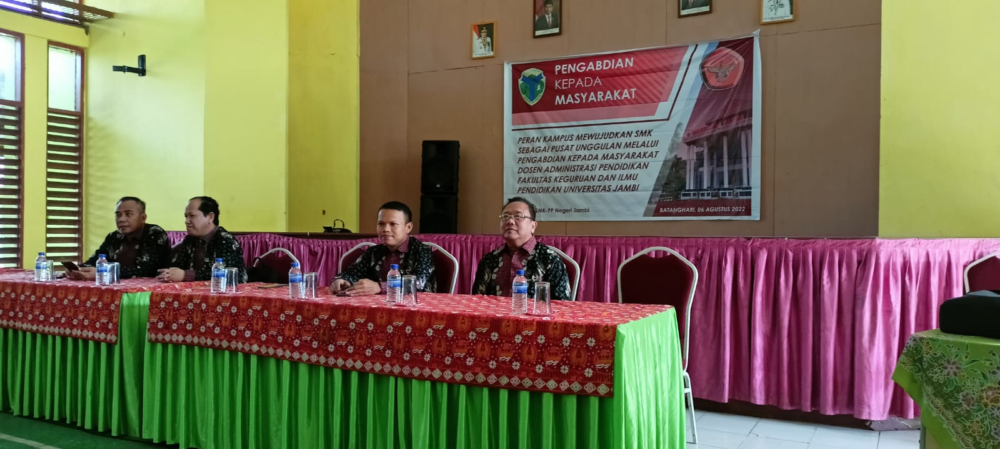 PENGABDIAN
KEPADA
MASYARAKAT
PERAN KAMPUS MEWUJUDKAN SMK
SEBAGAI PUSAT UNGGULAN MELALUI
PENGABDIAN KEPADA MASYARAKAT
DOSEN ADMINISTRASI PENDIDIKAN
FAKULTAS KEGURUAN DAN ILMU
PENDIDIKAN UNIVERSITAS JAMBI
SMK-PP Negeri Jambi
BATANGHARI, 06 AGUSTUS 2022